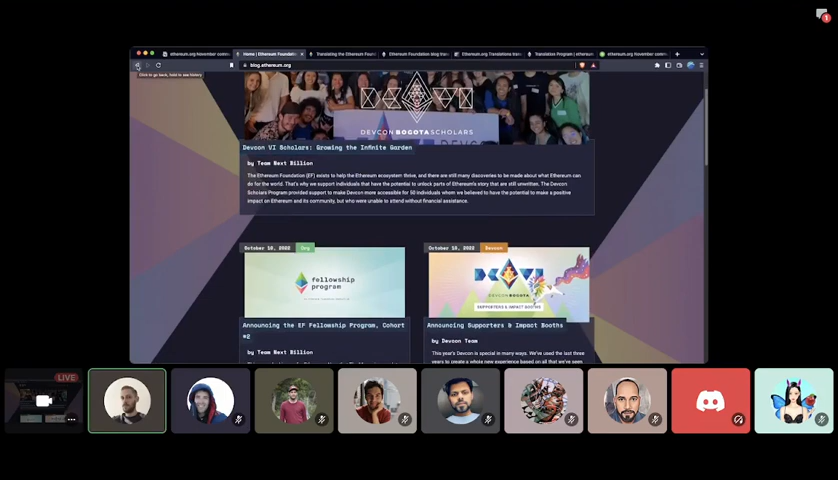 1
ethereum.org November comm
Home | Ethereum Foundatio
Translating the Ethereum Foun
Ethereum Foundation blog tran
Ethereum.org Translations tran
Translation Program | ethereum
ethereum.org November comm
blog.ethereum.org
Click to go back, hold to see history
DEVCON BOGOTA SCHOLARS
Devcon VI Scholars: Growing the Infinite Garden
by Team Next Billion
The Ethereum Foundation (EF) exists to help the Ethereum ecosystem thrive, and there are still many discoveries to be made about what Ethereum can
do for the world. That's why we support individuals that have the potential to unlock parts of Ethereum's story that are still unwritten. The Devcon
Scholars Program provided support to make Devcon more accessible for 50 individuals whom we believed to have the potential to make a positive
impact on Ethereum and its community, but who were unable to attend without financial assistance.
October 10, 2022 Org
fellowship
program
Announcing the EF Fellowship Program, Cohort
#2
by Team Next Billion
October 10, 2022 Devcon
DEVCON BOGOTA
SUPPORTERS & IMPACT BOOTHS
Announcing Supporters & Impact Booths
by Devcon Team
This year's Devcon is special in many ways. We've used the last three
years to create a whole new experience based on all that we've seen
LIVE